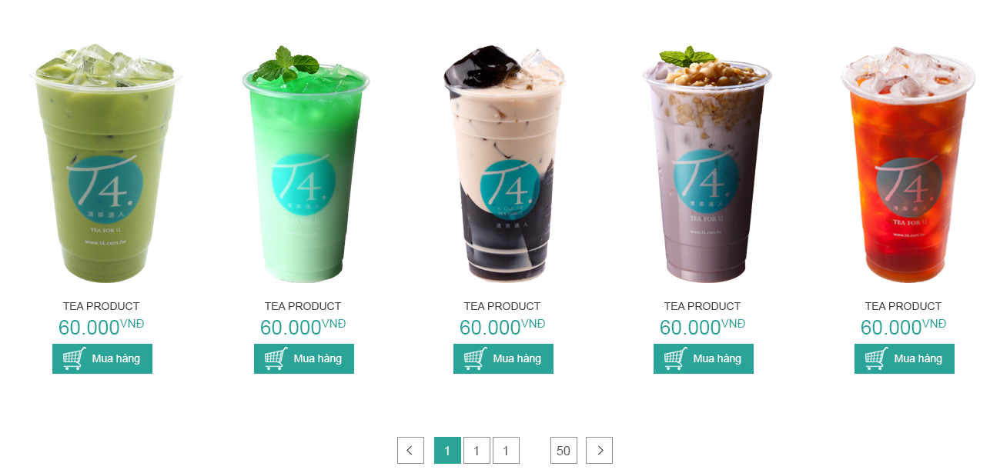 T4.
清茶達人
TEA FOR U.
www.t4.com.tw
T4.
清茶達人
TEA FOR U.
T4.
清茶達人
T4.
清茶達人
TEA FOR U.
www.t4.com.tw
T4.
清茶達人
TEA FOR U.
www.t4.com.tw
TEA PRODUCT
60.000VNĐ
Mua hàng
TEA PRODUCT
60.000VNĐ
Mua hàng
TEA PRODUCT
60.000VNĐ
Mua hàng
TEA PRODUCT
60.000VNĐ
Mua hàng
TEA PRODUCT
60.000VNĐ
Mua hàng
< 1 1 1 50 >